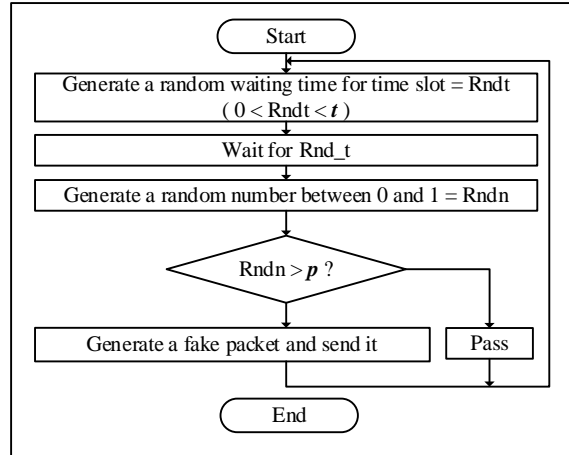 Start
Generate a random waiting time for time slot = Rndt
( 0 < Rndt < t )
Wait for Rnd_t
Generate a random number between 0 and 1 = Rndn
Rndn > p ?
Generate a fake packet and send it
Pass
End